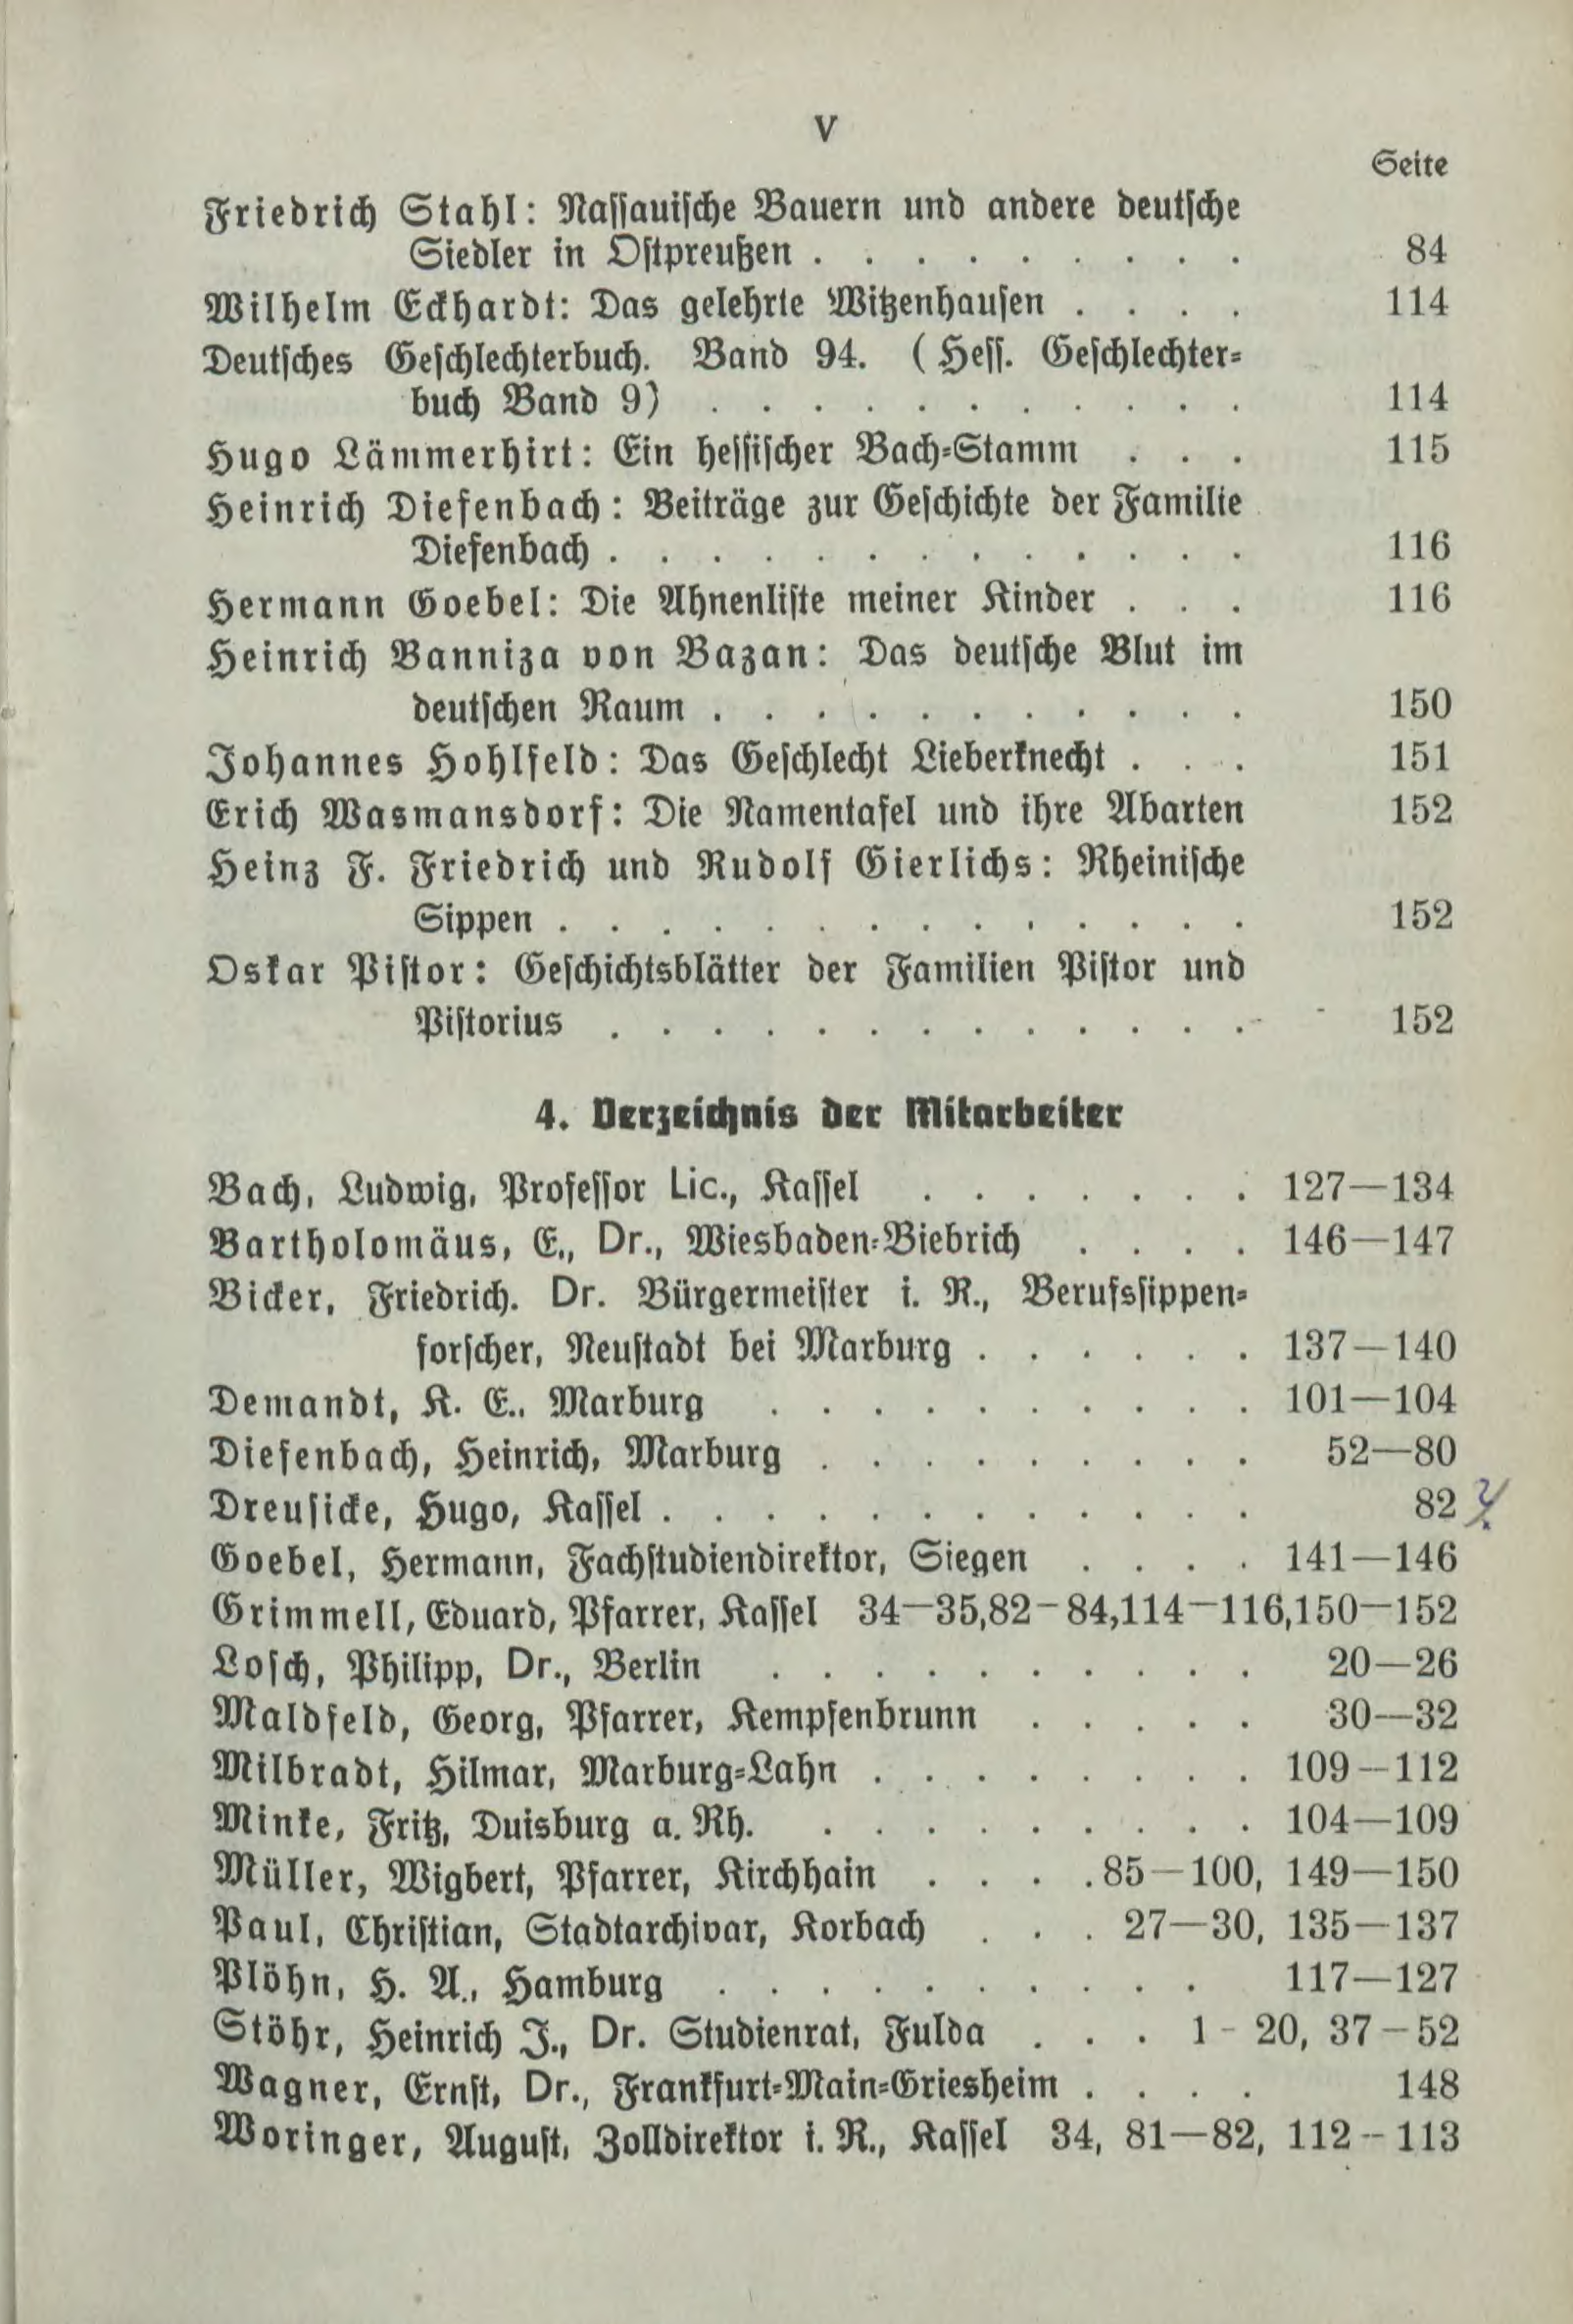 V
Seite
Friedrich Stahl: Nassauische Bauern und andere deutsche
Siedler in Ostpreußen . . . . . . . . . 84
Wilhelm Eckhardt: Das gelehrte Witzenhausen . . . . 114
Deutsches Geschlechterbuch. Band 94. (Hess. Geschlechter-
buch Band 9) . . . . . . . . . . . 114
Hugo Lämmerhirt: Ein hessischer Bach-Stamm . . . 115
Heinrich Diefenbach: Beiträge zur Geschichte der Familie
Diefenbach . . . . . . . . . . . . . 116
Hermann Goebel: Die Ahnenliste meiner Kinder . . . 116
Heinrich Banniza von Bazan: Das deutsche Blut im
deutschen Raum . . . . . . . . . . . 150
Johannes Hohlfeld: Das Geschlecht Lieberknecht . . . 151
Erich Wasmansdorf: Die Namentafel und ihre Abarten 152
Heinz F. Friedrich und Rudolf Gierlichs: Rheinische
Sippen . . . . . . . . . . . . . . 152
Oskar Pistor: Geschichtsblätter der Familien Pistor und
Pistorius . . . . . . . . . . . . . 152
4. Verzeichnis der Mitarbeiter
Bach, Ludwig, Professor Lic., Kassel . . . . . . . 127—134
Bartholomäus, E., Dr., Wiesbaden-Biebrich . . . . 146—147
Bicker, Friedrich. Dr. Bürgermeister i. R., Berufssippen-
forscher, Neustadt bei Marburg . . . . . . 137—140
Demandt, K. E., Marburg . . . . . . . . . . 101—104
Diefenbach, Heinrich, Marburg . . . . . . . . . 52—80
Dreusicke, Hugo, Kassel . . . . . . . . . . . . 82
Goebel, Hermann, Fachstudiendirektor, Siegen . . . . 141—146
Grimmell, Eduard, Pfarrer, Kassel 34—35,82—84,114—116,150—152
Losch, Philipp, Dr., Berlin . . . . . . . . . . 20—26
Maldfeld, Georg, Pfarrer, Kempfenbrunn . . . . . 30—32
Milbradt, Hilmar, Marburg-Lahn . . . . . . . . 109—112
Minke, Fritz, Duisburg a. Rh. . . . . . . . . . 104—109
Müller, Wigbert, Pfarrer, Kirchhain . . . . 85—100, 149—150
Paul, Christian, Stadtarchivar, Korbach . . . 27—30, 135—137
Plöhn, H. A., Hamburg . . . . . . . . . . 117—127
Stöhr, Heinrich J., Dr. Studienrat, Fulda . . . 1 - 20, 37—52
Wagner, Ernst, Dr., Frankfurt-Main-Griesheim . . . . 148
Woringer, August, Zolldirektor i. R., Kassel 34, 81—82, 112—113